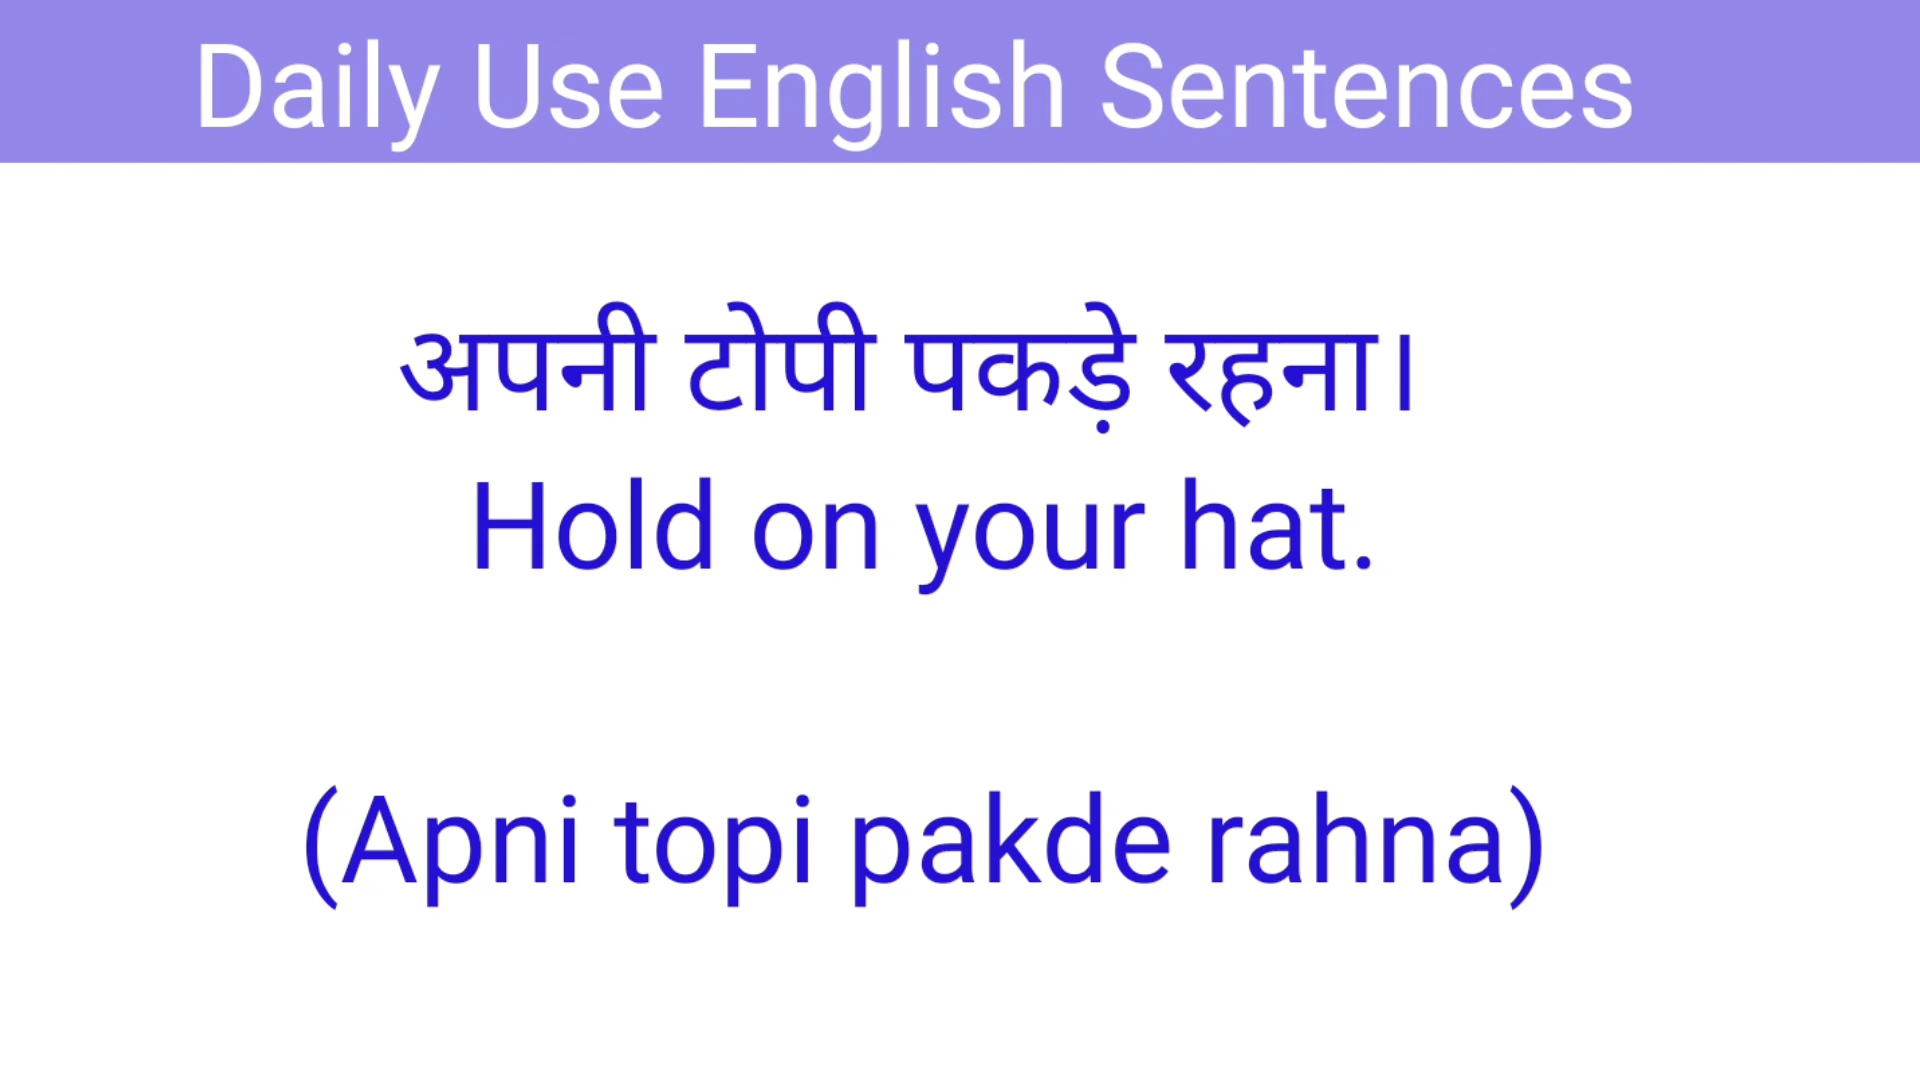 Daily Use English Sentences
अपनी टोपी पकड़े रहना।
Hold on your hat.
(Apni topi pakde rahna)